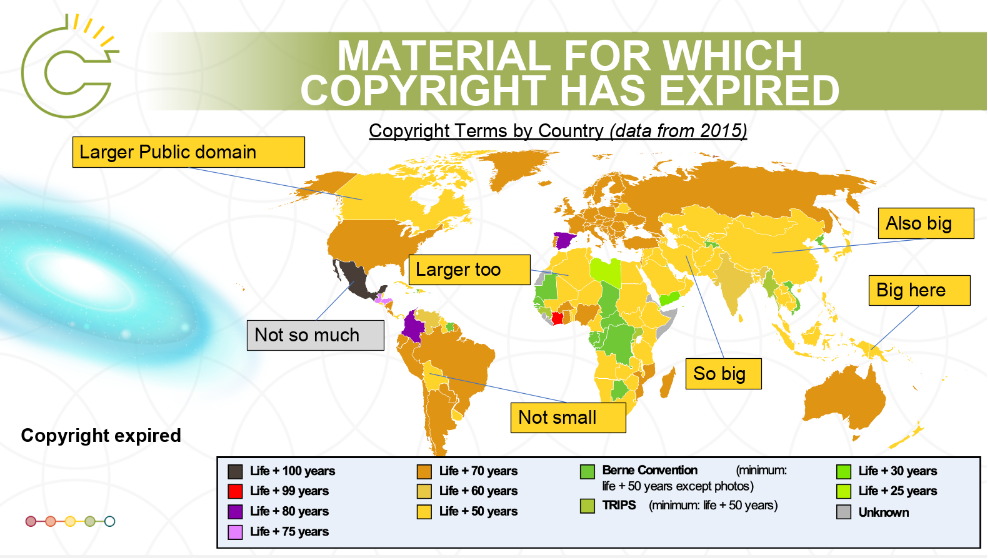 MATERIAL FOR WHICH
COPYRIGHT HAS EXPIRED
Copyright Terms by Country (data from 2015)
Larger Public domain
Also big
Larger too
Big here
Not so much
So big
Not small
Copyright expired
Life + 100 years
Life + 99 years
Life + 80 years
Life + 75 years
Life + 70 years
Life + 60 years
Life + 50 years
Berne Convention (minimum:
life + 50 years except photos)
TRIPS (minimum: life + 50 years)
Life + 30 years
Life + 25 years
Unknown